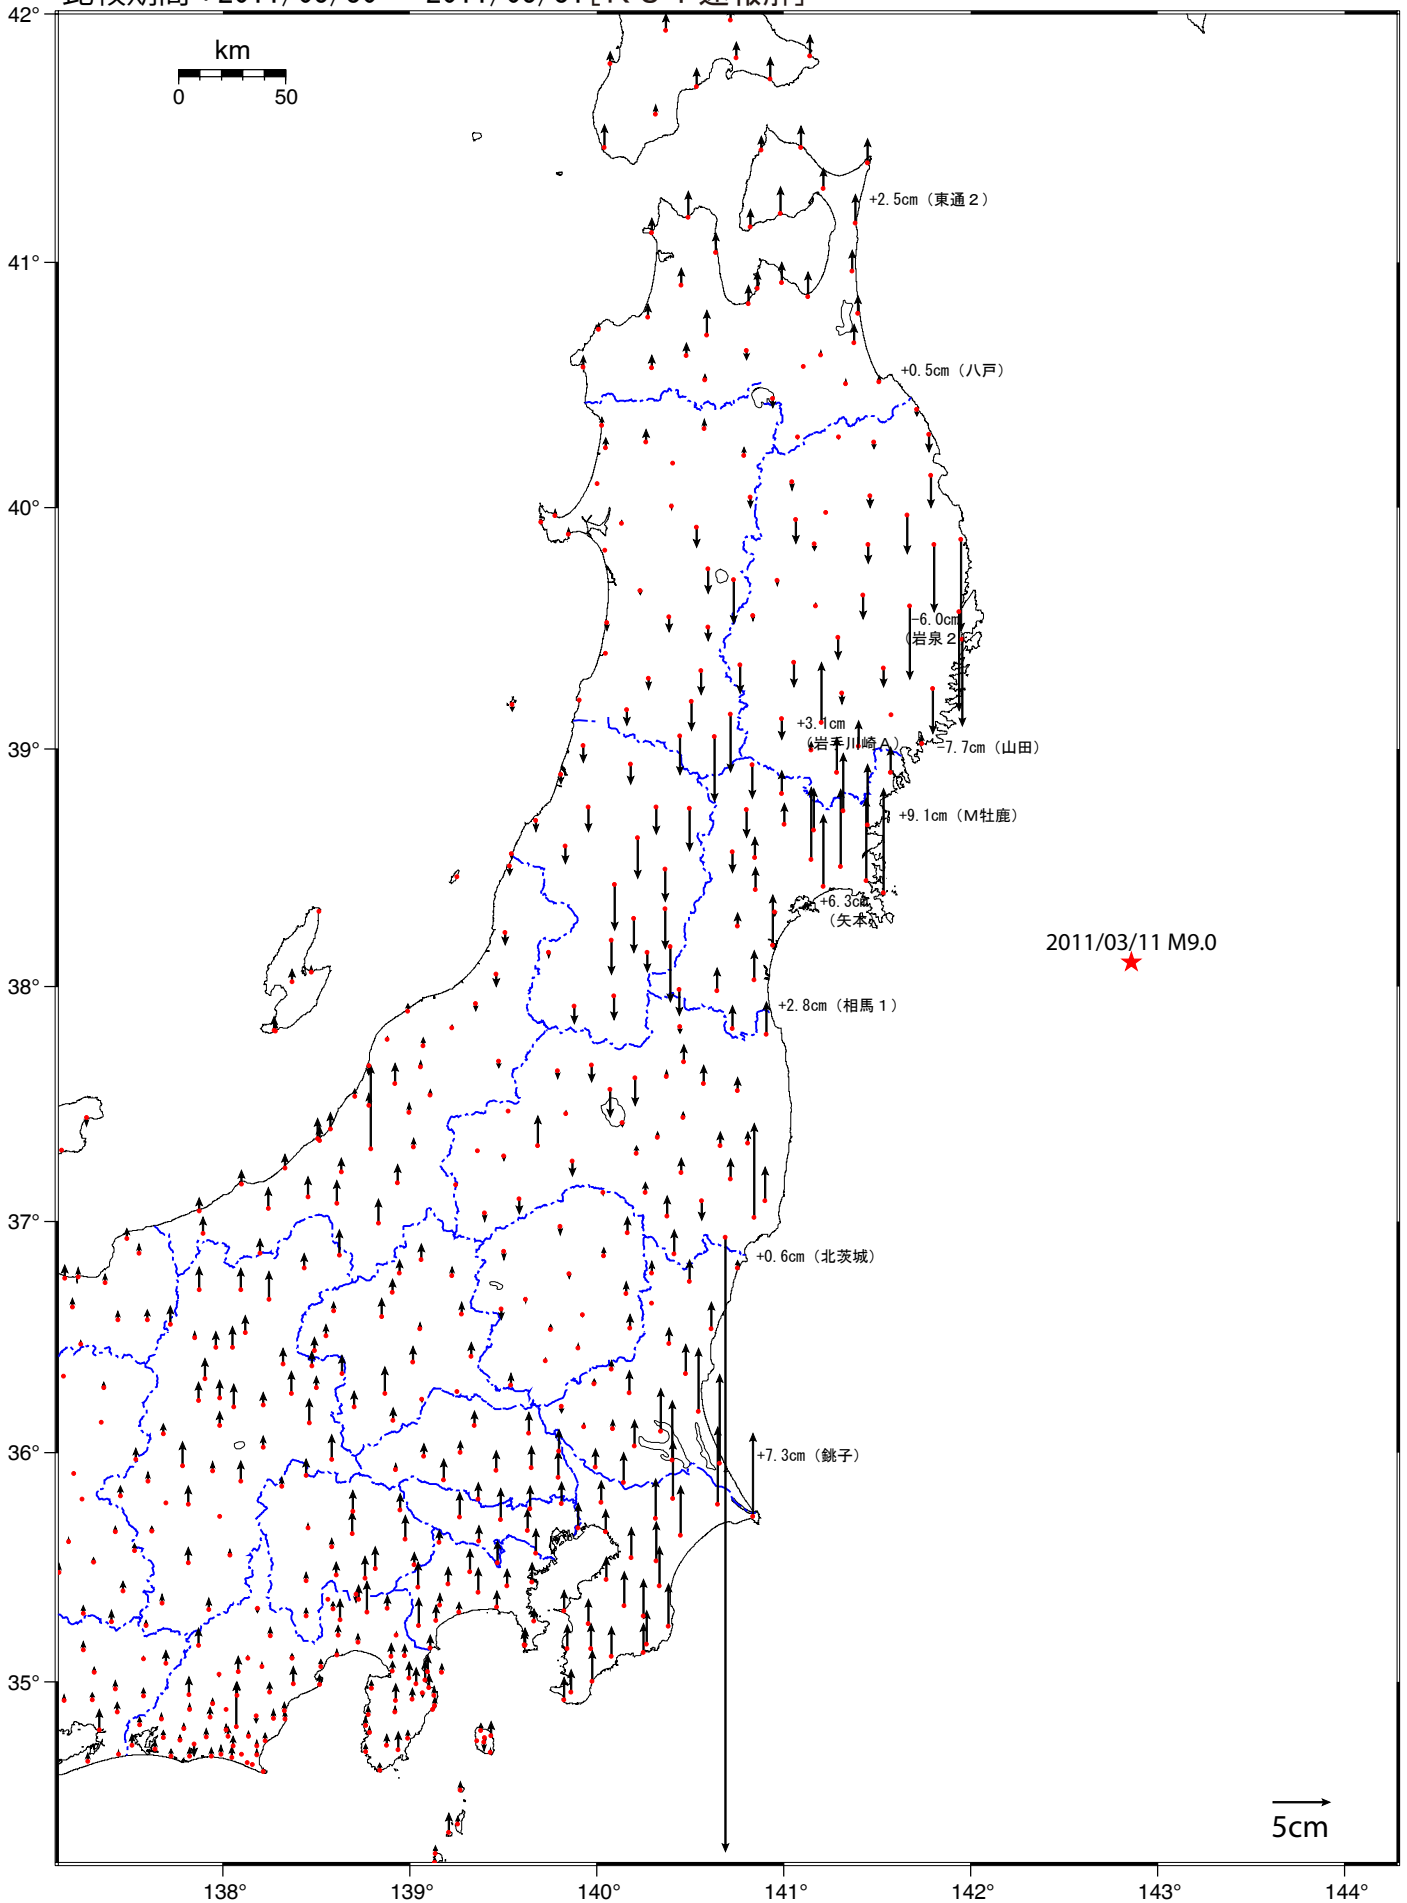 42°
km
0 50
+2.5cm（東通２）
41°
+0.5cm（八戸）
40°
-6.0cm
（岩泉２
39°
+3.1cm
（岩手川崎Ａ）
-7.7cm（山田）
+9.1cm（Ｍ牡鹿）
+6.3cm
（矢本）
2011/03/11 M9.0
38°
+2.8cm（相馬１）
37°
+0.6cm（北茨城）
36°
+7.3cm（銚子）
35°
5cm
138° 139° 140° 141° 142° 143° 144°